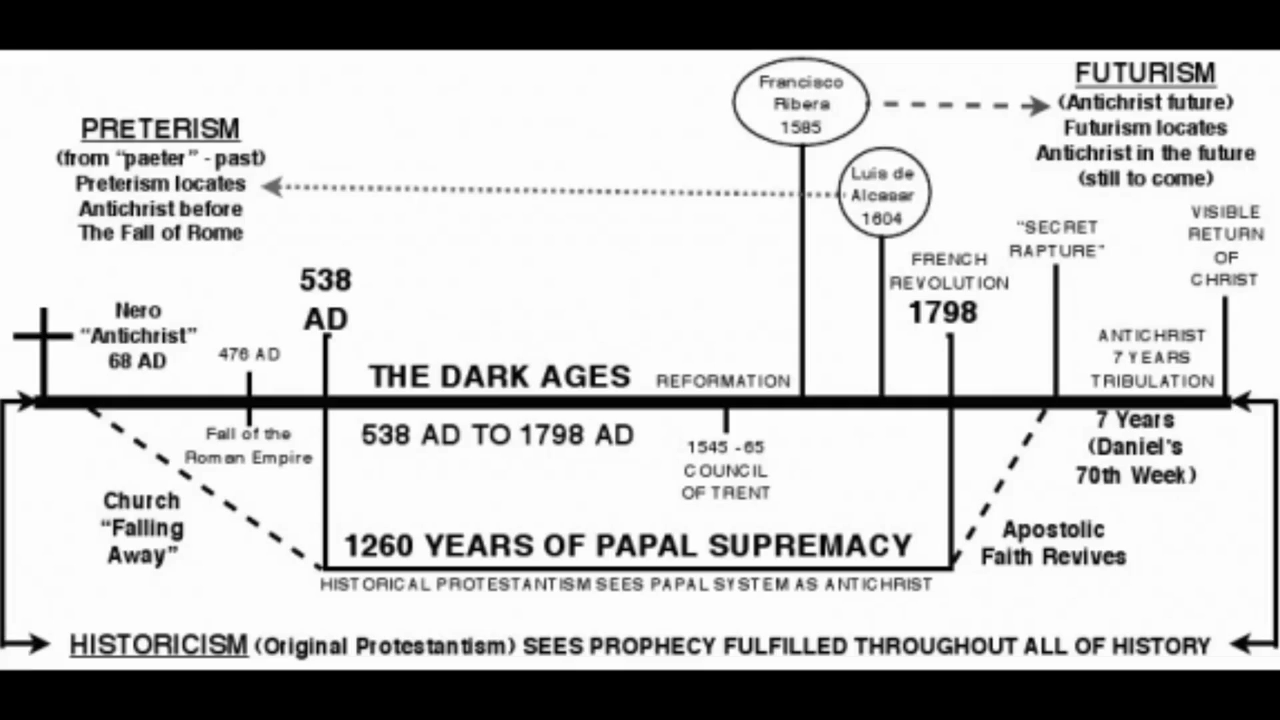 PRETERISM
(from “paeter” - past)
Preterism locates
Antichrist before
The Fall of Rome
Francisco
Ribera
1585
Luis de
Alcasar
1604
FUTURISM
(Antichrist future)
Futurism locates
Antichrist in the future
(still to come)
VISIBLE
RETURN
OF
CHRIST
“SECRET
RAPTURE”
FRENCH
REVOLUTION
1798
538
AD
Nero
“Antichrist”
68 AD
476 AD
THE DARK AGES
REFORMATION
ANTICHRIST
7 YEARS
TRIBULATION
Fall of the
Roman Empire
538 AD TO 1798 AD
1545 -65
COUNCIL
OF TRENT
7 Years
(Daniel's
70th Week)
Church
“Falling
Away”
1260 YEARS OF PAPAL SUPREMACY
Apostolic
Faith Revives
HISTORICAL PROTESTANTISM SEES PAPAL SYSTEM AS ANTICHRIST
HISTORICISM (Original Protestantism) SEES PROPHECY FULFILLED THROUGHOUT ALL OF HISTORY